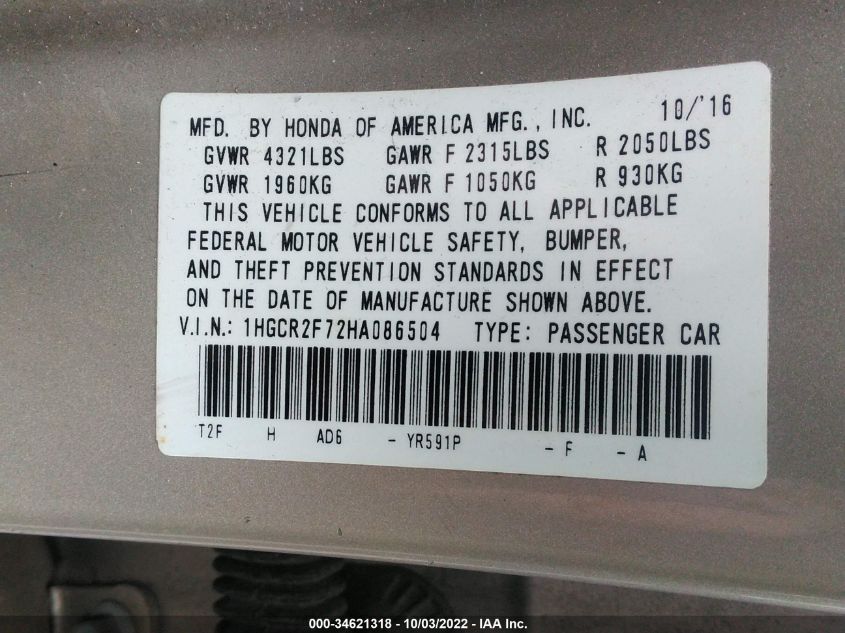 MFD. BY HONDA OF AMERICA MFG., INC. 10/'16
GVWR 4321LBS GAWR F 2315LBS R 2050LBS
GVWR 1960KG GAWR F 1050KG R 930KG
THIS VEHICLE CONFORMS TO ALL APPLICABLE
FEDERAL MOTOR VEHICLE SAFETY, BUMPER,
AND THEFT PREVENTION STANDARDS IN EFFECT
ON THE DATE OF MANUFACTURE SHOWN ABOVE.
V.I.N.: 1HGCR2F72HA086504 TYPE: PASSENGER CAR
T2F H AD6 - YR591P - F - A
000-34621318 - 10/03/2022 - IAA Inc.